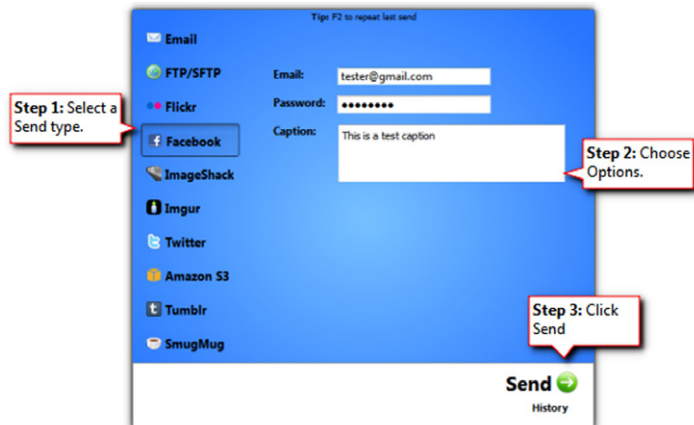 Tip: F2 to repeat last send
Email
FTP/SFTP
Flickr
Facebook
ImageShack
Imgur
Twitter
Amazon S3
Tumblr
SmugMug
Email: tester@gmail.com
Password: ••••••••
Caption: This is a test caption
Step 1: Select a
Send type.
Step 2: Choose
Options.
Step 3: Click
Send
Send
History